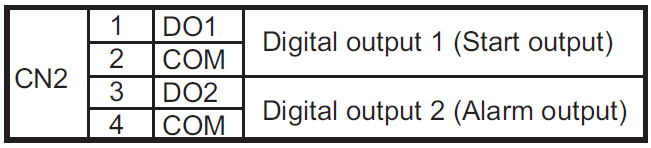 CN2
1 DO1 Digital output 1 (Start output)
2 COM
3 DO2 Digital output 2 (Alarm output)
4 COM